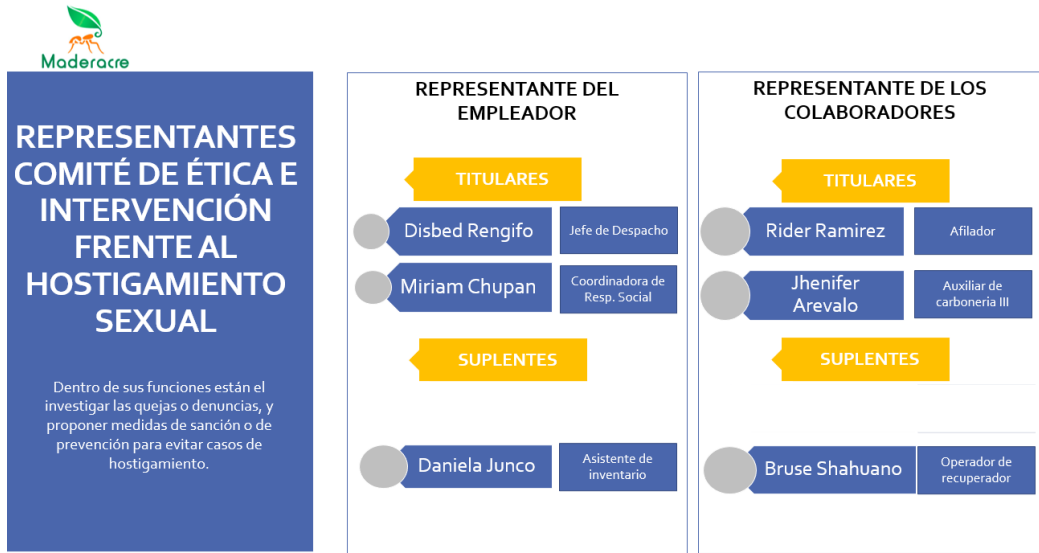 Maderacre
REPRESENTANTES
COMITÉ DE ÉTICA E
INTERVENCIÓN
FRENTE AL
HOSTIGAMIENTO
SEXUAL
Dentro de sus funciones están el
investigar las quejas o denuncias, y
proponer medidas de sanción o de
prevención para evitar casos de
hostigamiento.
REPRESENTANTE DEL
EMPLEADOR
TITULARES
Disbed Rengifo
Jefe de Despacho
Miriam Chupan
Coordinadora de
Resp. Social
SUPLENTES
Daniela Junco
Asistente de
inventario
REPRESENTANTE DE LOS
COLABORADORES
TITULARES
Rider Ramirez
Afilador
Jhenifer
Arevalo
Auxiliar de
carboneria III
SUPLENTES
Bruse Shahuano
Operador de
recuperador